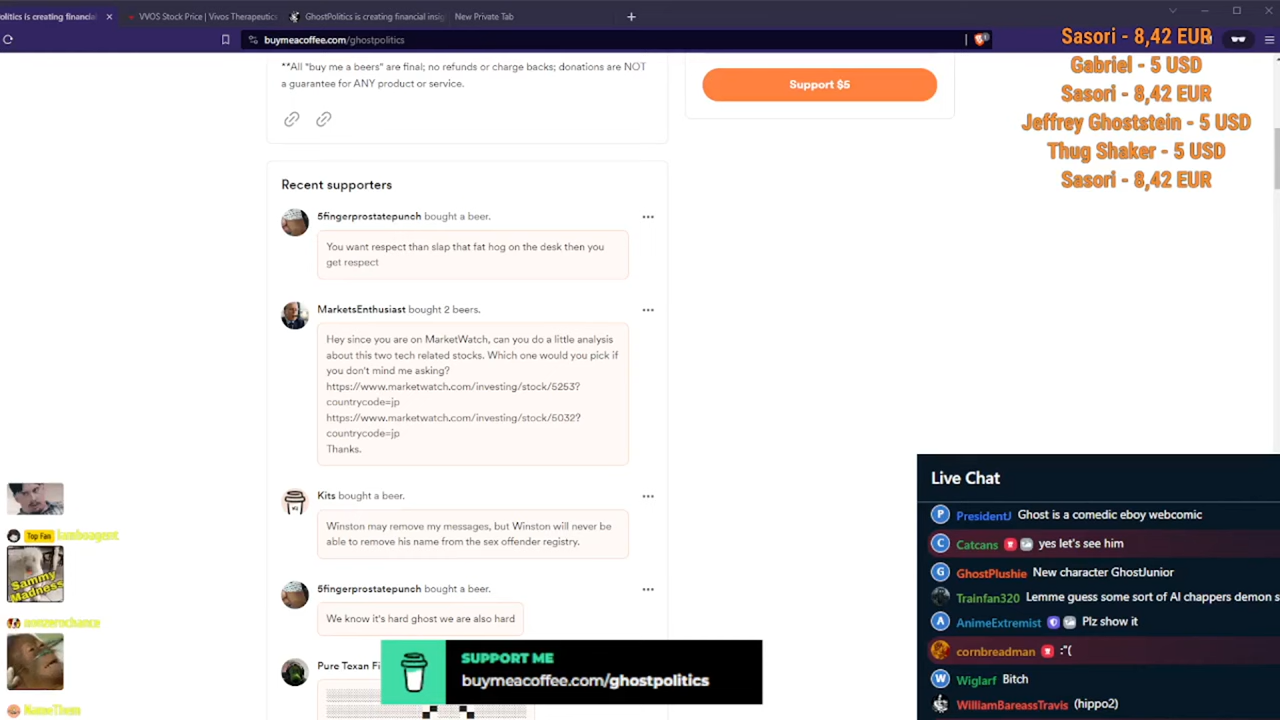 olitics is creating financial
VVOS Stock Price | Vivos Therapeutics
GhostPolitics is creating financial insig
New Private Tab
buymeacoffee.com/ghostpolitics
Sasori - 8,42 EUR
Gabriel - 5 USD
Sasori - 8,42 EUR
Jeffrey Ghoststein - 5 USD
Thug Shaker - 5 USD
Sasori - 8,42 EUR
**All "buy me a beers" are final; no refunds or charge backs; donations are NOT
a guarantee for ANY product or service.
Support $5
Recent supporters
5fingerprostatepunch bought a beer.
You want respect than slap that fat hog on the desk then you
get respect
MarketsEnthusiast bought 2 beers.
Hey since you are on MarketWatch, can you do a little analysis
about this two tech related stocks. Which one would you pick if
you don't mind me asking?
https://www.marketwatch.com/investing/stock/5253?
countrycode=jp
https://www.marketwatch.com/investing/stock/5032?
countrycode=jp
Thanks.
Kits bought a beer.
Winston may remove my messages, but Winston will never be
able to remove his name from the sex offender registry.
5fingerprostatepunch bought a beer.
We know it's hard ghost we are also hard
Pure Texan Fi
SUPPORT ME
buymeacoffee.com/ghostpolitics
Top Fan
Sammy
Madness
nonzerochance
Live Chat
PresidentJ Ghost is a comedic eboy webcomic
Catcans yes let's see him
GhostPlushie New character GhostJunior
Trainfan320 Lemme guess some sort of AI chappers demon s
AnimeExtremist Plz show it
cornbreadman :"(
Wiglarf Bitch
WilliamBareassTravis (hippo2)